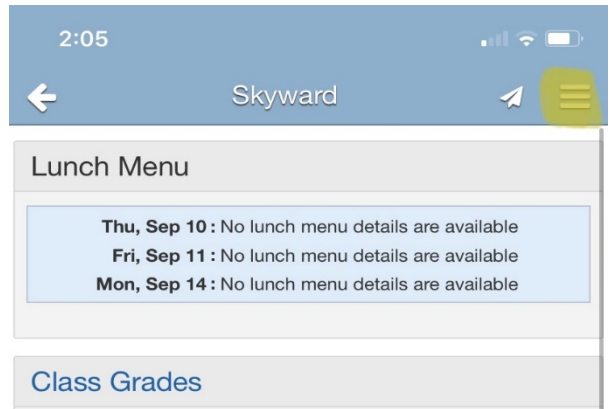 2:05
Skyward
Lunch Menu
Thu, Sep 10 : No lunch menu details are available
Fri, Sep 11 : No lunch menu details are available
Mon, Sep 14 : No lunch menu details are available
Class Grades